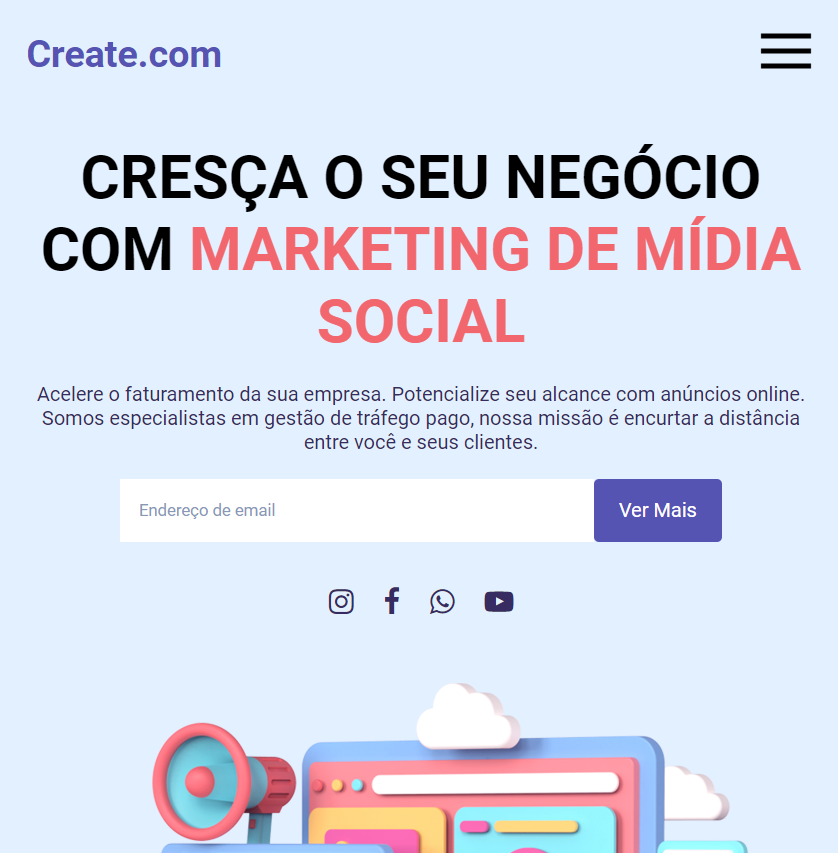 Create.com
CRESÇA O SEU NEGÓCIO
COM MARKETING DE MÍDIA
SOCIAL
Acelere o faturamento da sua empresa. Potencialize seu alcance com anúncios online.
Somos especialistas em gestão de tráfego pago, nossa missão é encurtar a distância
entre você e seus clientes.
Endereço de email
Ver Mais